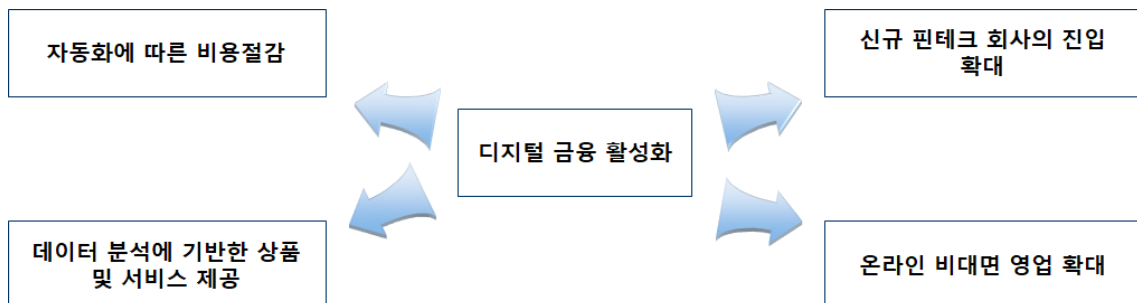 자동화에 따른 비용절감
신규 핀테크 회사의 진입
확대
디지털 금융 활성화
데이터 분석에 기반한 상품
및 서비스 제공
온라인 비대면 영업 확대